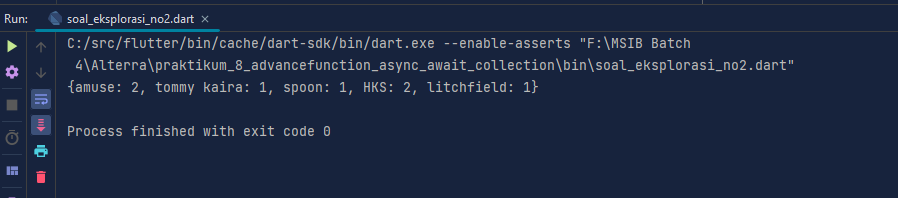 Run: soal_eksplorasi_no2.dart ×
C:/src/flutter/bin/cache/dart-sdk/bin/dart.exe --enable-asserts "F:\MSIB Batch
4\Alterra\praktikum_8_advancefunction_async_await_collection\bin\soal_eksplorasi_no2.dart"
{amuse: 2, tommy kaira: 1, spoon: 1, HKS: 2, litchfield: 1}
Process finished with exit code 0